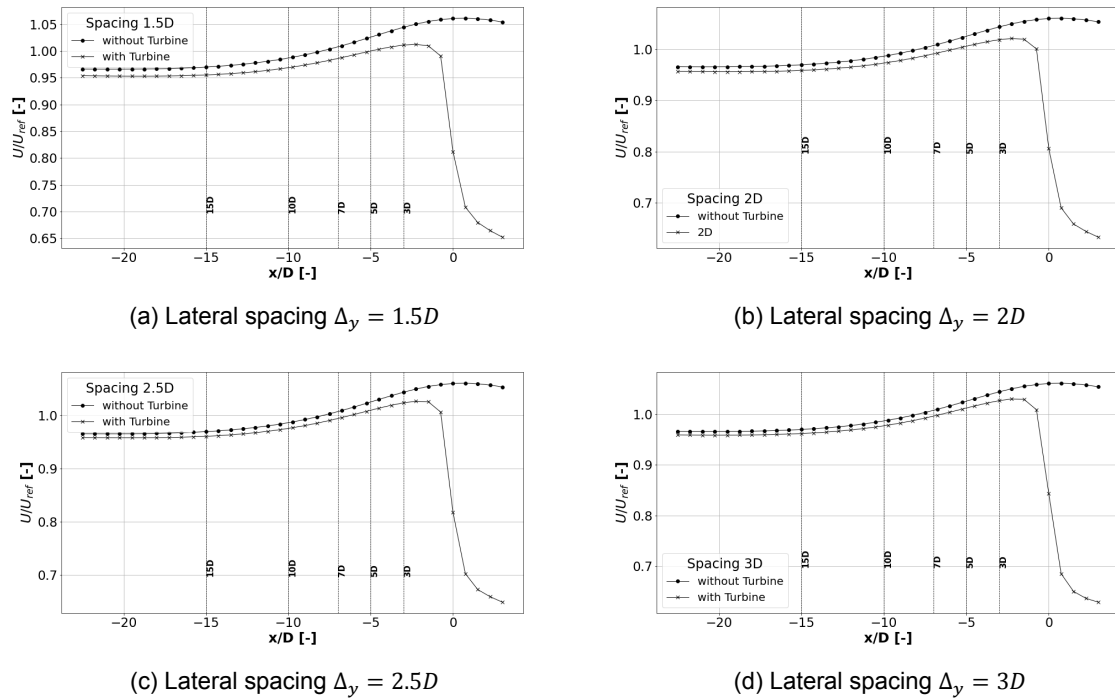 Spacing 1.5D
without Turbine
with Turbine
1.05
1.00
0.95
0.90
0.85
0.80
0.75
0.70
0.65
U/U_ref [-]
15D
10D
7D
5D
3D
−20
−15
−10
−5
0
x/D [-]
(a) Lateral spacing Δ_y = 1.5D
1.0
0.9
0.8
0.7
U/U_ref [-]
15D
10D
7D
5D
3D
Spacing 2D
without Turbine
2D
−20
−15
−10
−5
0
x/D [-]
(b) Lateral spacing Δ_y = 2D
Spacing 2.5D
without Turbine
with Turbine
1.0
0.9
0.8
0.7
U/U_ref [-]
15D
10D
7D
5D
3D
−20
−15
−10
−5
0
x/D [-]
(c) Lateral spacing Δ_y = 2.5D
1.0
0.9
0.8
0.7
U/U_ref [-]
15D
10D
7D
5D
3D
Spacing 3D
without Turbine
with Turbine
−20
−15
−10
−5
0
x/D [-]
(d) Lateral spacing Δ_y = 3D